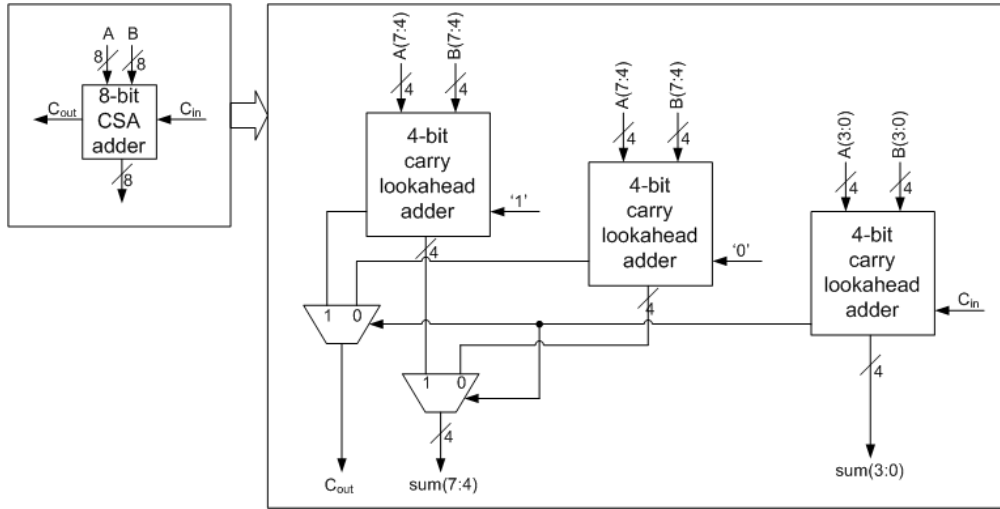 A B
8 8
8-bit
CSA
adder
Cout
Cin
8
A(7:4)
B(7:4)
4 4
4-bit
carry
lookahead
adder
'1'
4
A(7:4)
B(7:4)
4 4
4-bit
carry
lookahead
adder
'0'
4
A(3:0)
B(3:0)
4 4
4-bit
carry
lookahead
adder
Cin
4
1 0
1 0
4
Cout
sum(7:4)
sum(3:0)